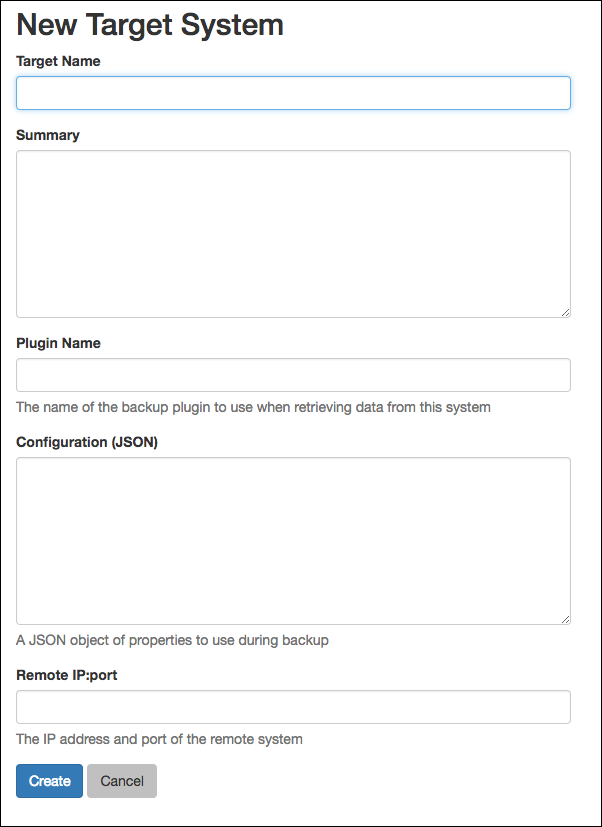 New Target System
Target Name
Summary
Plugin Name
The name of the backup plugin to use when retrieving data from this system
Configuration (JSON)
A JSON object of properties to use during backup
Remote IP:port
The IP address and port of the remote system
Create Cancel